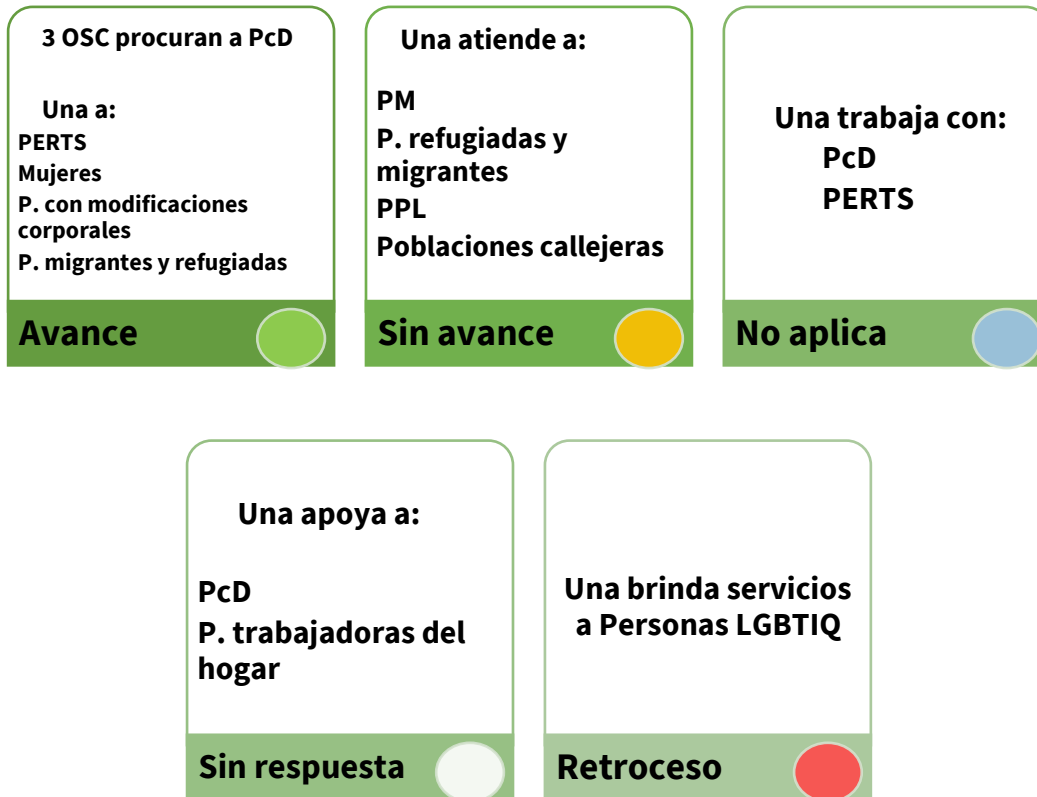 3 OSC procuran a PcD
Una a:
PERTS
Mujeres
P. con modificaciones
corporales
P. migrantes y refugiadas
Avance
Una atiende a:
PM
P. refugiadas y
migrantes
PPL
Poblaciones callejeras
Sin avance
Una trabaja con:
PcD
PERTS
No aplica
Una apoya a:
PcD
P. trabajadoras del
hogar
Sin respuesta
Una brinda servicios
a Personas LGBTIQ
Retroceso